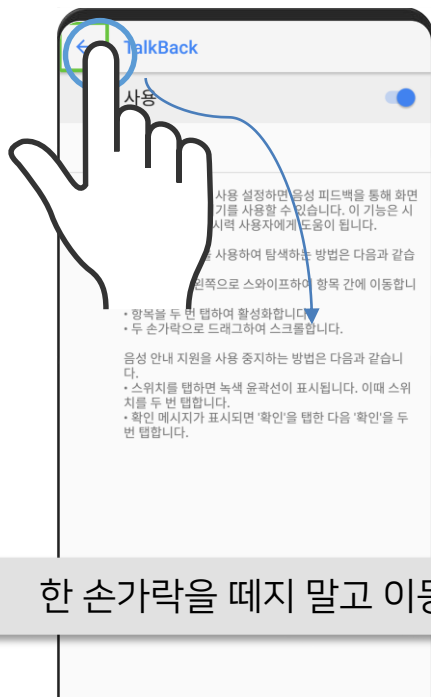 TalkBack
사용
사용 설정하면 음성 피드백을 통해 화면
기를 사용할 수 있습니다. 이 기능은 시
시력 사용자에게 도움이 됩니다.
사용하여 탐색하는 방법은 다음과 같습
왼쪽으로 스와이프하여 항목 간에 이동합니
• 항목을 두 번 탭하여 활성화합니다.
• 두 손가락으로 드래그하여 스크롤합니다.
음성 안내 지원을 사용 중지하는 방법은 다음과 같습니
다.
• 스위치를 탭하면 녹색 윤곽선이 표시됩니다. 이때 스위
치를 두 번 탭합니다.
• 확인 메시지가 표시되면 '확인'을 탭한 다음 '확인'을 두
번 탭합니다.
한 손가락을 떼지 말고 이동